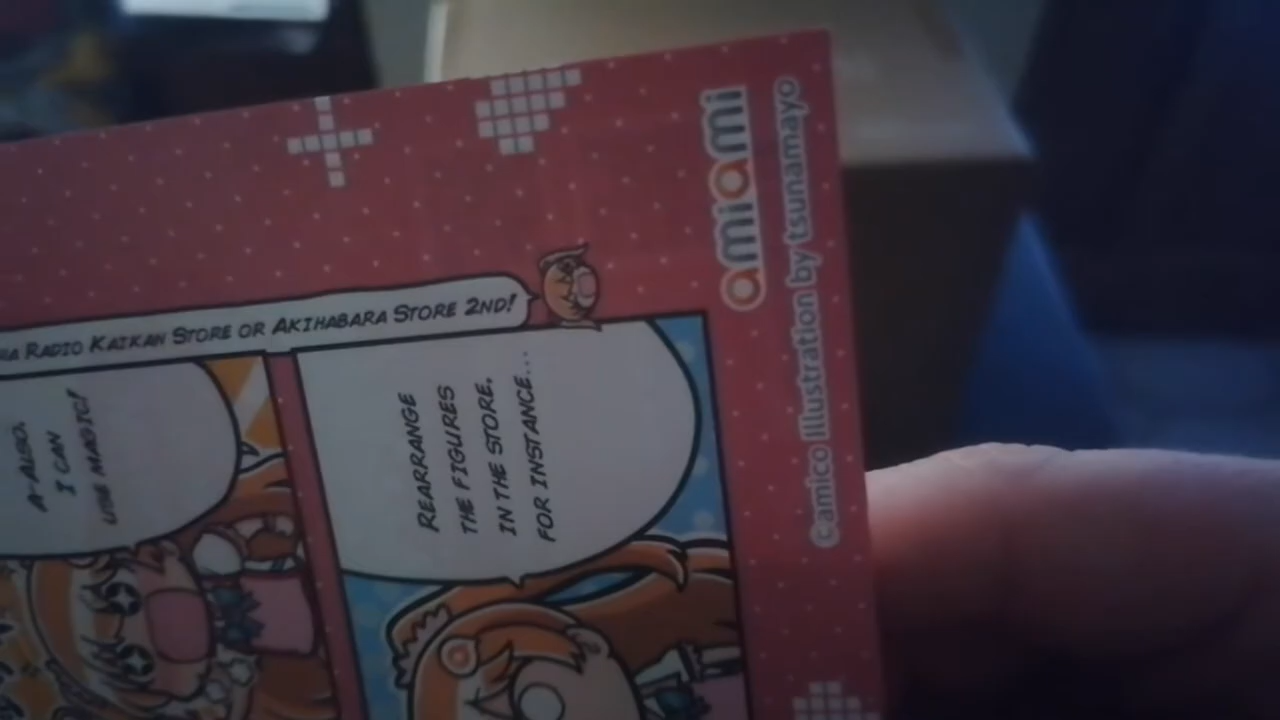 amiami
©amico Illustration by tsunamayo
RADIO KAIKAN STORE OR AKIHABARA STORE 2ND!
A-ALSO,
I CAN
USE MAGIC!
REARRANGE
THE FIGURES
IN THE STORE,
FOR INSTANCE...